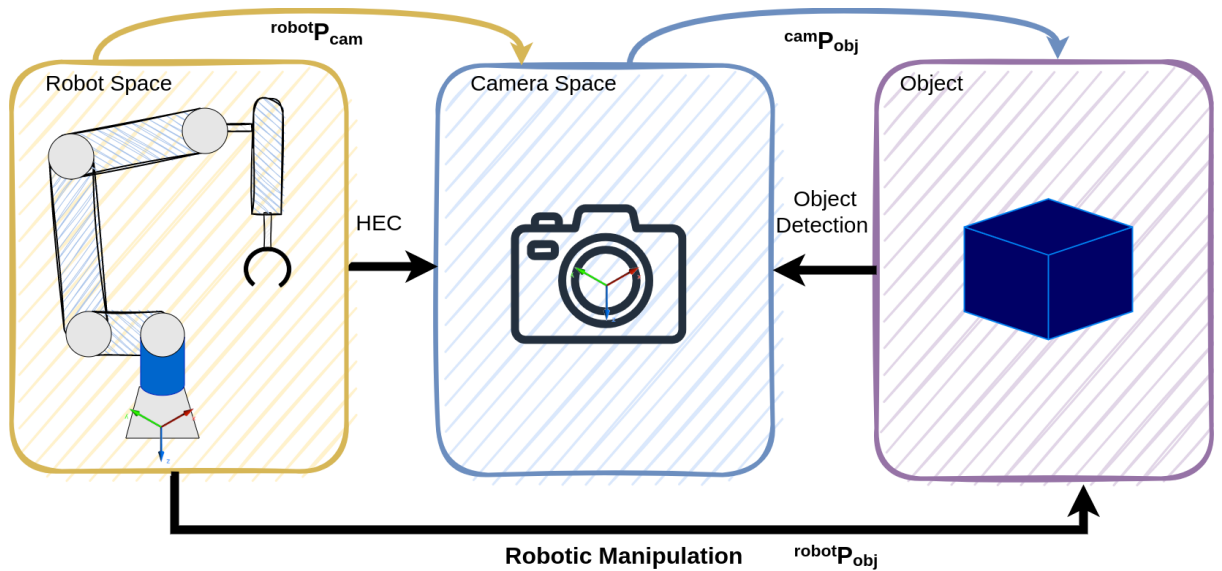 robotPcam
camPobj
Robot Space
Camera Space
Object
HEC
Object
Detection
Robotic Manipulation robotPobj